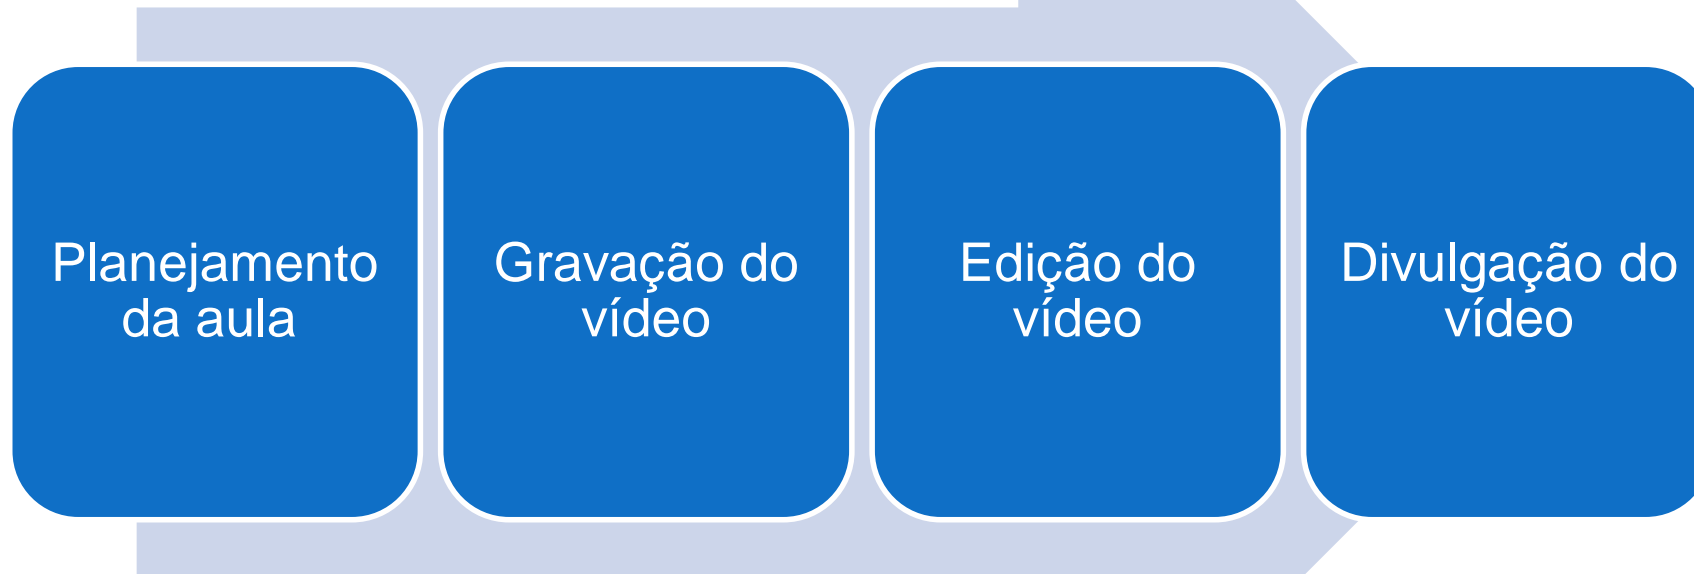 Planejamento
da aula
Gravação do
vídeo
Edição do
vídeo
Divulgação do
vídeo